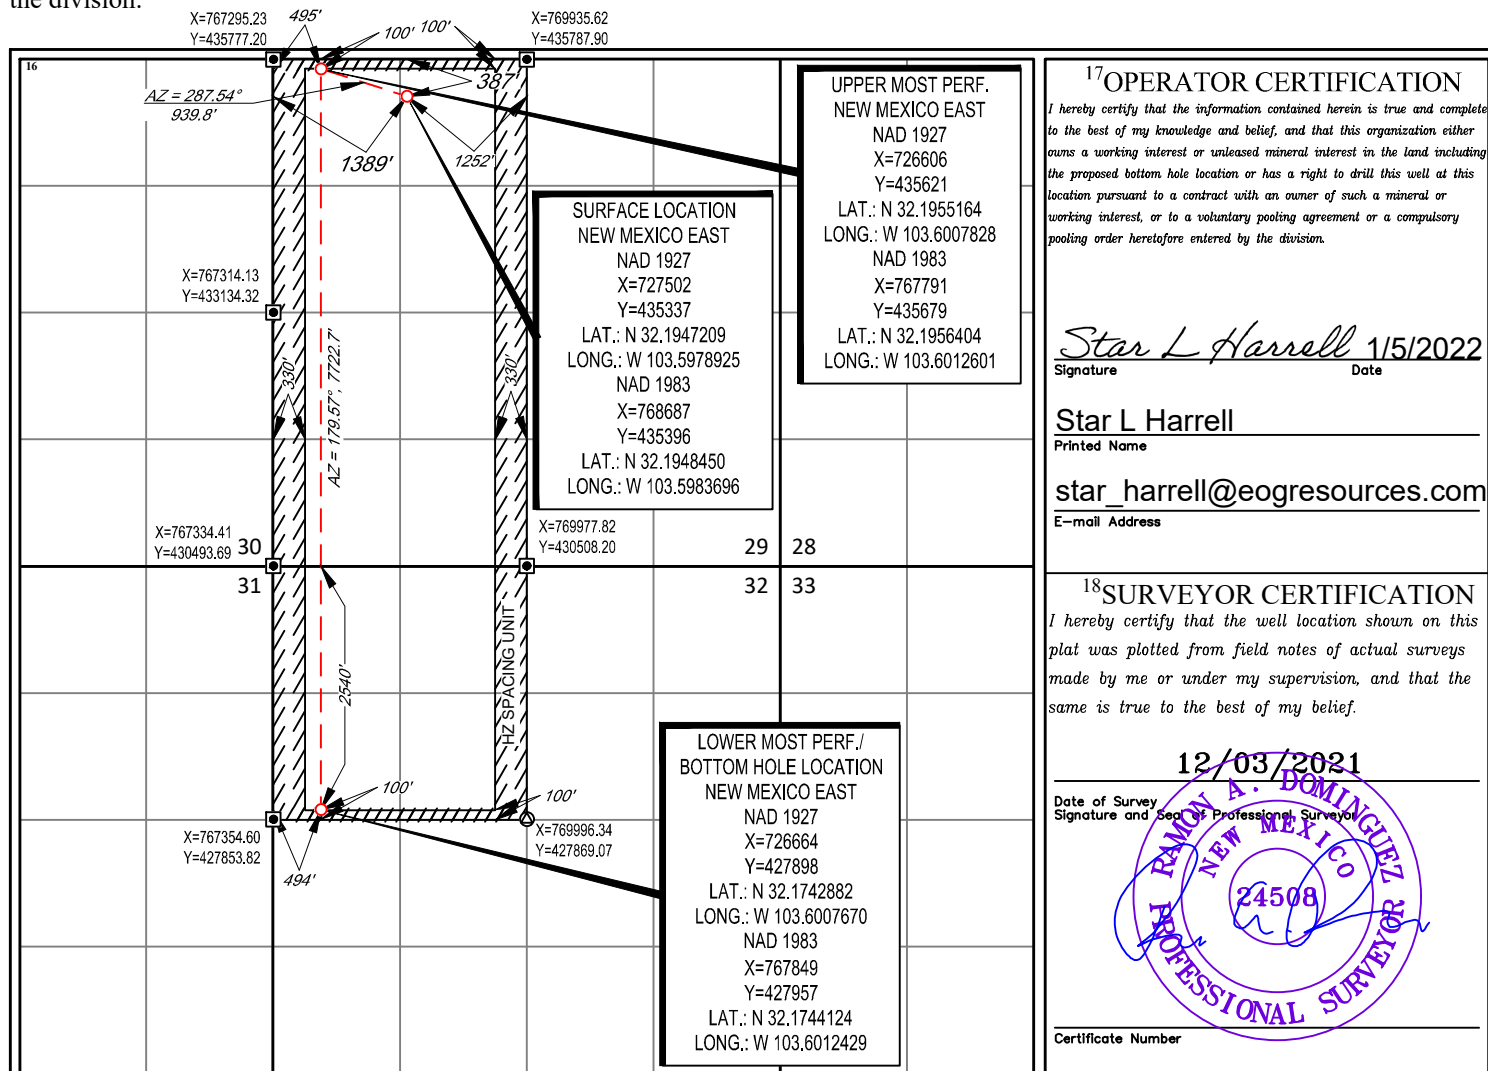 the division.
X=767295.23
Y=435777.20
495'
100'
100'
X=769935.62
Y=435787.90
16
AZ = 287.54°
939.8'
387'
1389'
1252'
UPPER MOST PERF.
NEW MEXICO EAST
NAD 1927
X=726606
Y=435621
LAT.: N 32.1955164
LONG.: W 103.6007828
NAD 1983
X=767791
Y=435679
LAT.: N 32.1956404
LONG.: W 103.6012601
SURFACE LOCATION
NEW MEXICO EAST
NAD 1927
X=727502
Y=435337
LAT.: N 32.1947209
LONG.: W 103.5978925
NAD 1983
X=768687
Y=435396
LAT.: N 32.1948450
LONG.: W 103.5983696
X=767314.13
Y=433134.32
330'
AZ = 179.57°, 7722.7'
330'
X=767334.41
Y=430493.69
30
31
X=769977.82
Y=430508.20
29
28
32
33
2540'
HZ SPACING UNIT
100'
100'
X=767354.60
Y=427853.82
494'
X=769996.34
Y=427869.07
LOWER MOST PERF./
BOTTOM HOLE LOCATION
NEW MEXICO EAST
NAD 1927
X=726664
Y=427898
LAT.: N 32.1742882
LONG.: W 103.6007670
NAD 1983
X=767849
Y=427957
LAT.: N 32.1744124
LONG.: W 103.6012429
17 OPERATOR CERTIFICATION
I hereby certify that the information contained herein is true and complete
to the best of my knowledge and belief, and that this organization either
owns a working interest or unleased mineral interest in the land including
the proposed bottom hole location or has a right to drill this well at this
location pursuant to a contract with an owner of such a mineral or
working interest, or to a voluntary pooling agreement or a compulsory
pooling order heretofore entered by the division.
Star L Harrell 1/5/2022
Signature Date
Star L Harrell
Printed Name
star_harrell@eogresources.com
E-mail Address
18 SURVEYOR CERTIFICATION
I hereby certify that the well location shown on this
plat was plotted from field notes of actual surveys
made by me or under my supervision, and that the
same is true to the best of my belief.
12/03/2021
Date of Survey
Signature and Seal of Professional Surveyor
RAMON A. DOMINGUEZ
NEW MEXICO
24508
PROFESSIONAL SURVEYOR
Certificate Number